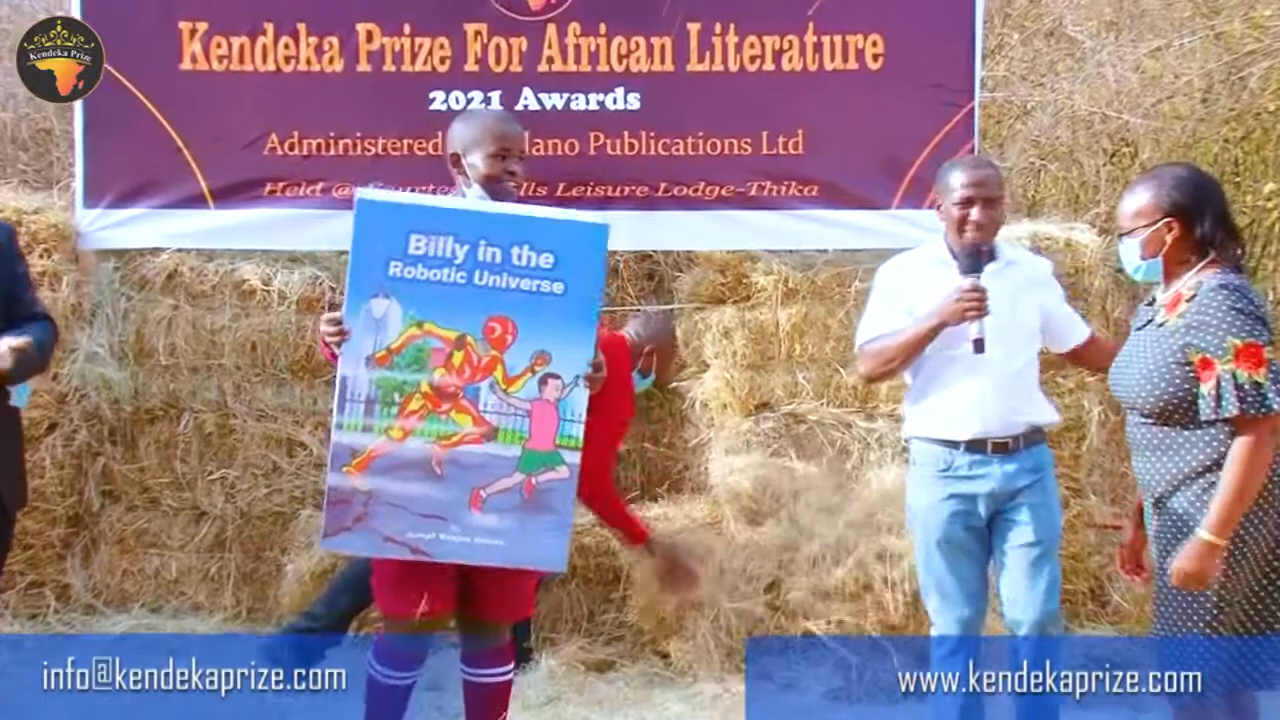 Kendeka Prize
Kendeka Prize For African Literature
2021 Awards
Administered lano Publications Ltd
Held @ lls Leisure Lodge-Thika
Billy in the
Robotic Universe
by
info@kendekaprize.com
www.kendekaprize.com